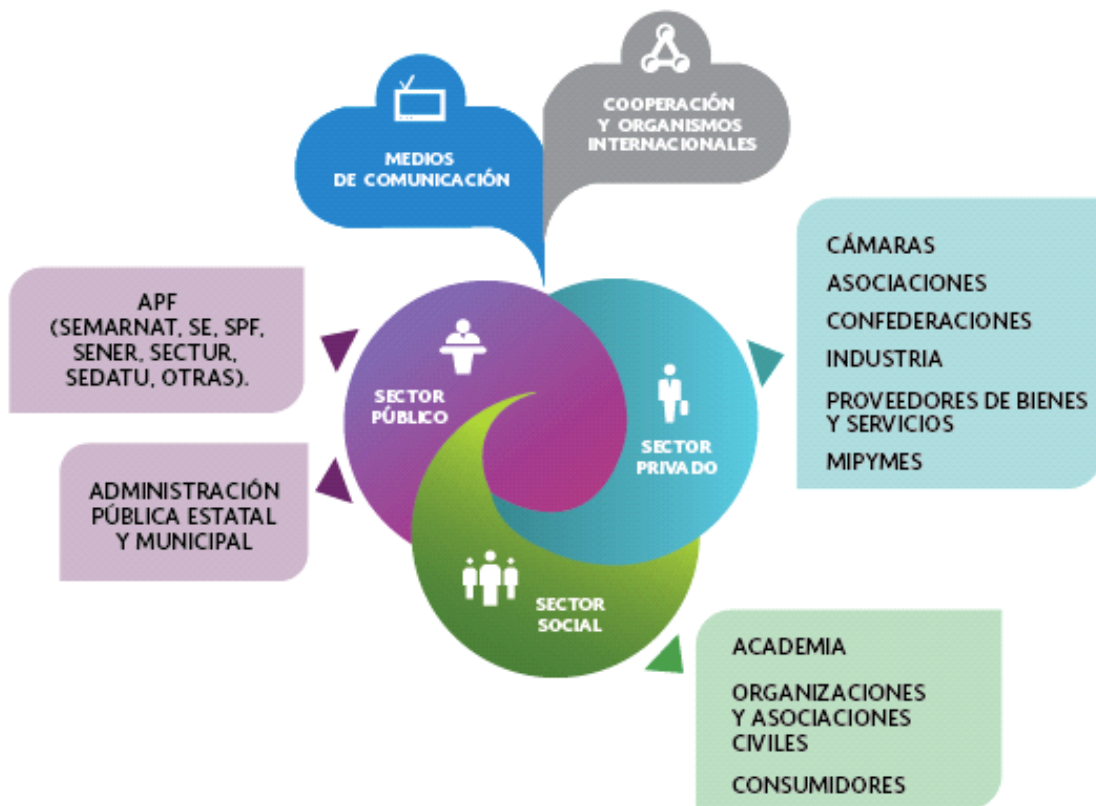 MEDIOS
DE COMUNICACIÓN
COOPERACIÓN
Y ORGANISMOS
INTERNACIONALES
APF
(SEMARNAT, SE, SPF,
SENER, SECTUR,
SEDATU, OTRAS).
ADMINISTRACIÓN
PÚBLICA ESTATAL
Y MUNICIPAL
SECTOR
PÚBLICO
SECTOR
PRIVADO
SECTOR
SOCIAL
CÁMARAS
ASOCIACIONES
CONFEDERACIONES
INDUSTRIA
PROVEEDORES DE BIENES
Y SERVICIOS
MIPYMES
ACADEMIA
ORGANIZACIONES
Y ASOCIACIONES
CIVILES
CONSUMIDORES